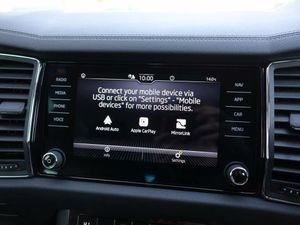 RADIO
MEDIA
PHONE
VOICE
10:00
Connect your mobile device via
USB or click on "Settings" - "Mobile
devices" for more possibilities.
Android Auto Apple CarPlay MirrorLink
Info Settings
NAV
APP
CAR
MENU